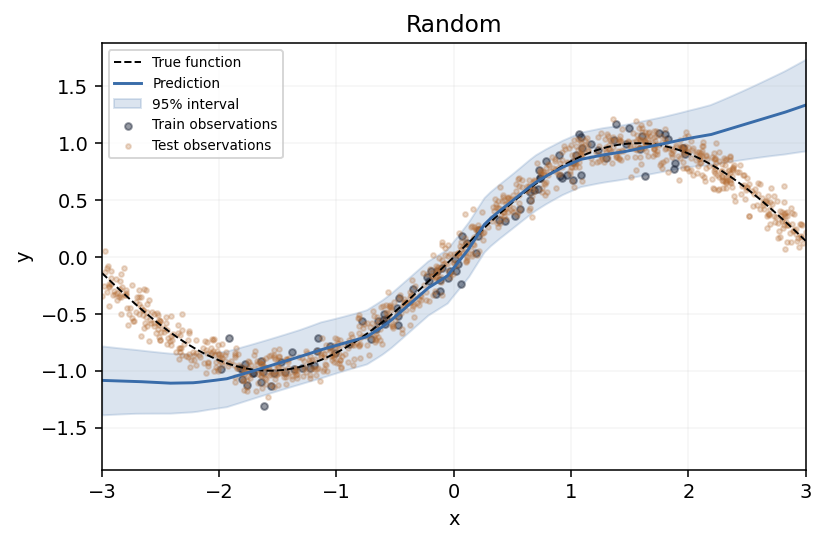 Random
True function
Prediction
95% interval
Train observations
Test observations
1.5
1.0
0.5
0.0
−0.5
−1.0
−1.5
y
−3
−2
−1
0
1
2
3
x